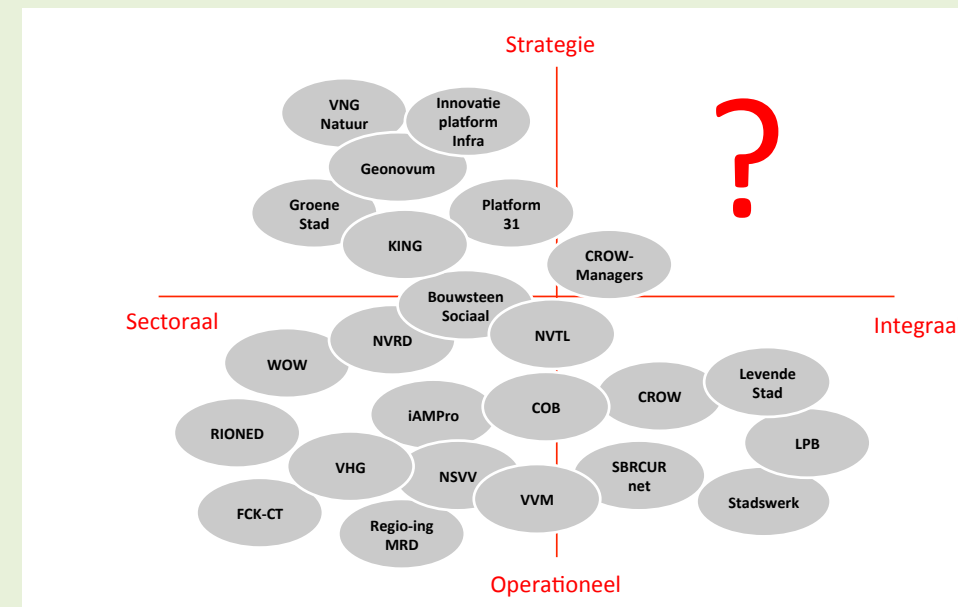 Strategie
VNG
Natuur
Innovatie
platform
Infra
?
Geonovum
Groene
Stad
Platform
31
KING
CROW-
Managers
Bouwsteen
Sociaal
Sectoraal
Integraa
NVRD
NVTL
WOW
Levende
Stad
iAMPro
COB
CROW
RIONED
LPB
VHG
NSVV
SBRCUR
net
VVM
Stadswerk
FCK-CT
Regio-ing
MRD
Operationeel